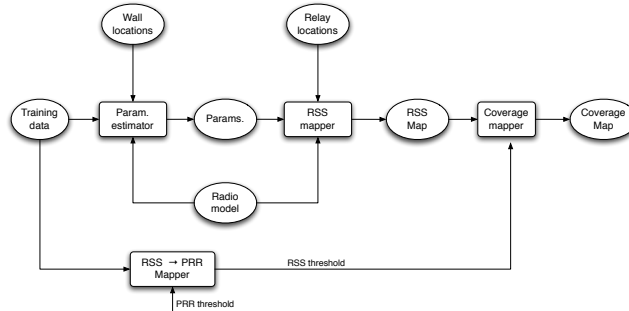 Wall
locations
Relay
locations
Training
data
Param.
estimator
Params.
RSS
mapper
RSS
Map
Coverage
mapper
Coverage
Map
Radio
model
RSS → PRR
Mapper
RSS threshold
PRR threshold